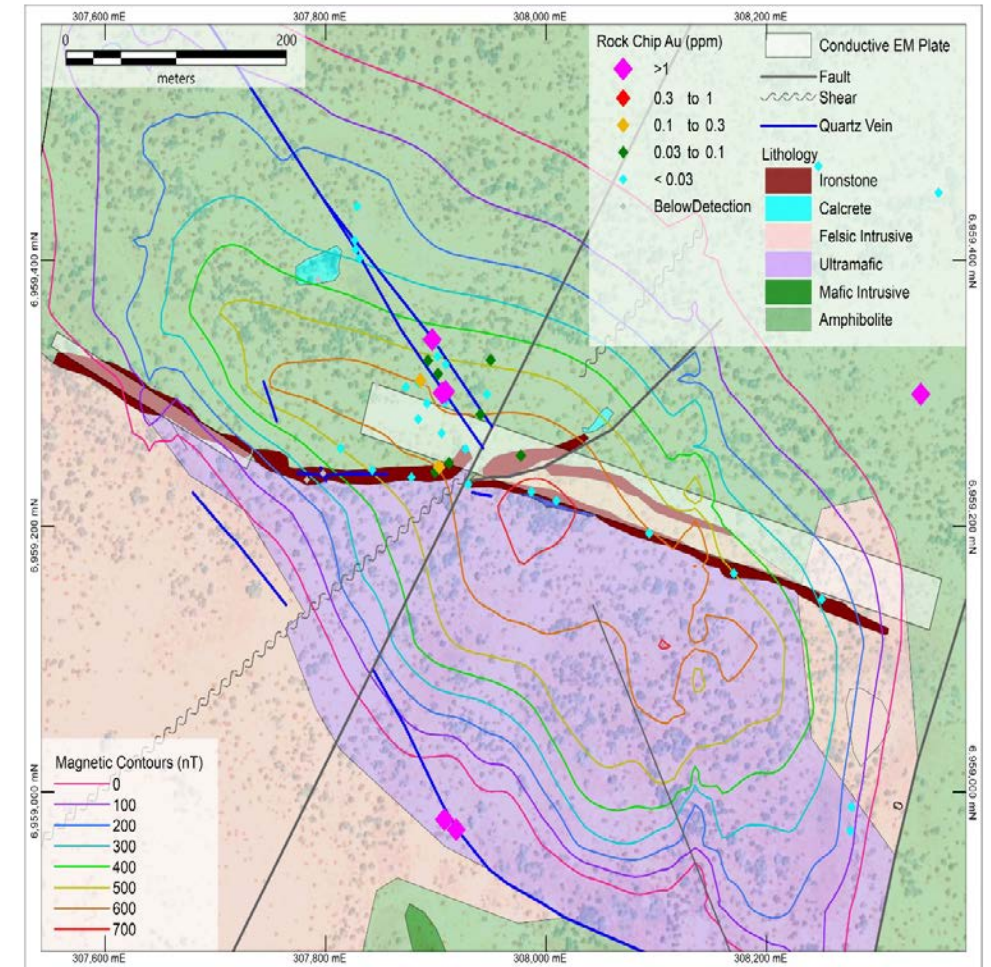 307,600 mE 307,800 mE 308,000 mE 308,200 mE
0 200
meters
Rock Chip Au (ppm)
>1
0.3 to 1
0.1 to 0.3
0.03 to 0.1
< 0.03
BelowDetection
Conductive EM Plate
Fault
Shear
Quartz Vein
Lithology
Ironstone
Calcrete
Felsic Intrusive
Ultramafic
Mafic Intrusive
Amphibolite
6,959,400 mN
6,959,400 mN
6,959,200 mN
6,959,200 mN
6,959,000 mN
6,959,000 mN
Magnetic Contours (nT)
0
100
200
300
400
500
600
700
0
307,600 mE 307,800 mE 308,000 mE 308,200 mE